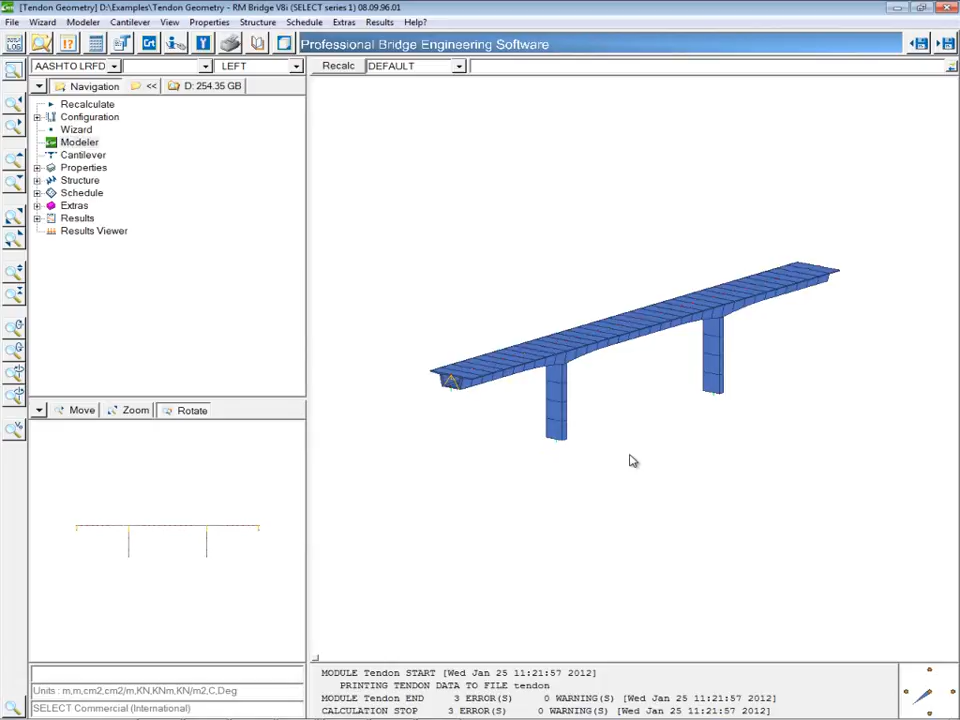 [Tendon Geometry] D:\Examples\Tendon Geometry - RM Bridge V8i (SELECT series 1) 08.09.96.01
File Wizard Modeler Cantilever View Properties Structure Schedule Extras Results Help?
Professional Bridge Engineering Software
AASHTO LRFD LEFT Recalc DEFAULT
Navigation << D: 254.35 GB
Recalculate
Configuration
Wizard
Modeler
Cantilever
Properties
Structure
Schedule
Extras
Results
Results Viewer
Move Zoom Rotate
Units : m,m,cm2,cm2/m,KN,KNm,KN/m2,C,Deg
SELECT Commercial (International)
MODULE Tendon START [Wed Jan 25 11:21:57 2012]
PRINTING TENDON DATA TO FILE tendon
MODULE Tendon END 3 ERROR(S) 0 WARNING(S) [Wed Jan 25 11:21:57 2012]
CALCULATION STOP 3 ERROR(S) 0 WARNING(S) [Wed Jan 25 11:21:57 2012]